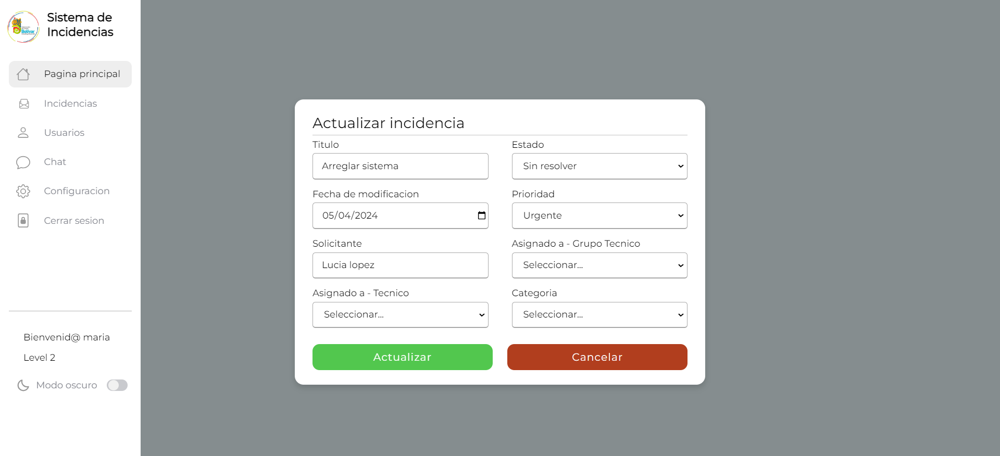 Sistema de
Incidencias
Bolívar
Pagina principal
Incidencias
Usuarios
Chat
Configuracion
Cerrar sesion
Bienvenid@ maria
Level 2
Modo oscuro
Actualizar incidencia
Titulo
Arreglar sistema
Estado
Sin resolver
Fecha de modificacion
05/04/2024
Prioridad
Urgente
Solicitante
Lucia lopez
Asignado a - Grupo Tecnico
Seleccionar...
Asignado a - Tecnico
Seleccionar...
Categoria
Seleccionar...
Actualizar
Cancelar